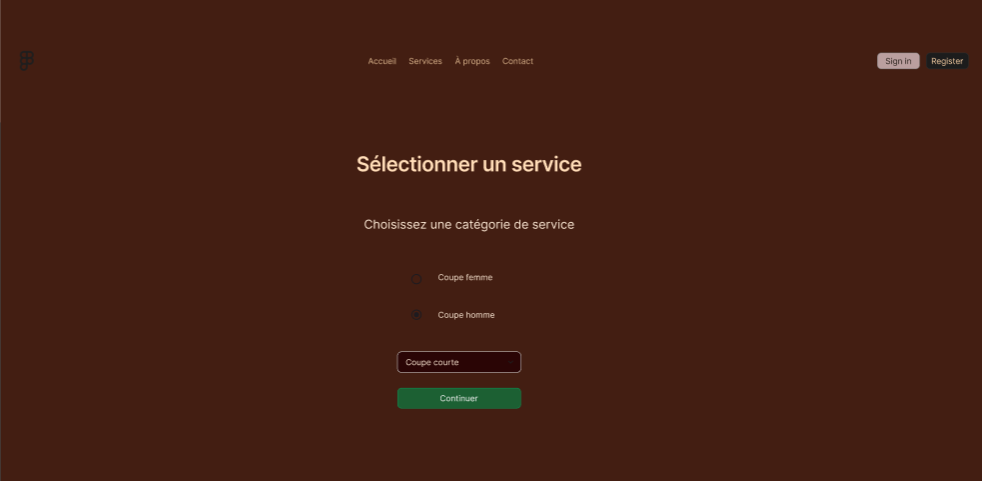 Accueil Services À propos Contact Sign in Register
Sélectionner un service
Choisissez une catégorie de service
Coupe femme
Coupe homme
Coupe courte
Continuer